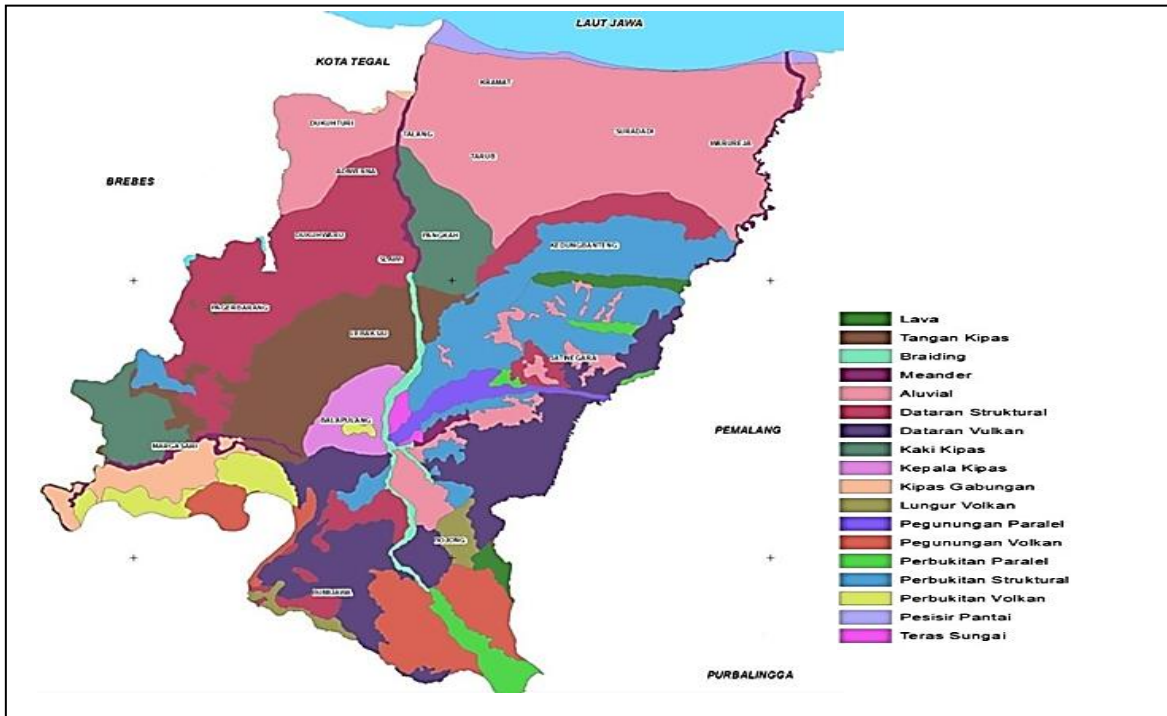 LAUT JAWA
KOTA TEGAL
KRAMAT
DUKUHTURI
TALANG
SURADADI
WARUREJA
TARUB
ADIWERNA
BREBES
DUKUHWARU
PANGKAH
KEDUNGBANTENG
SLAWI
PAGERBARANG
LEBAKSIU
JATINEGARA
BALAPULANG
PEMALANG
MARGASARI
BOJONG
BUMIJAWA
PURBALINGGA
Lava
Tangan Kipas
Braiding
Meander
Aluvial
Dataran Struktural
Dataran Vulkan
Kaki Kipas
Kepala Kipas
Kipas Gabungan
Lungur Volkan
Pegunungan Paralel
Pegunungan Volkan
Perbukitan Paralel
Perbukitan Struktural
Perbukitan Volkan
Pesisir Pantai
Teras Sungai